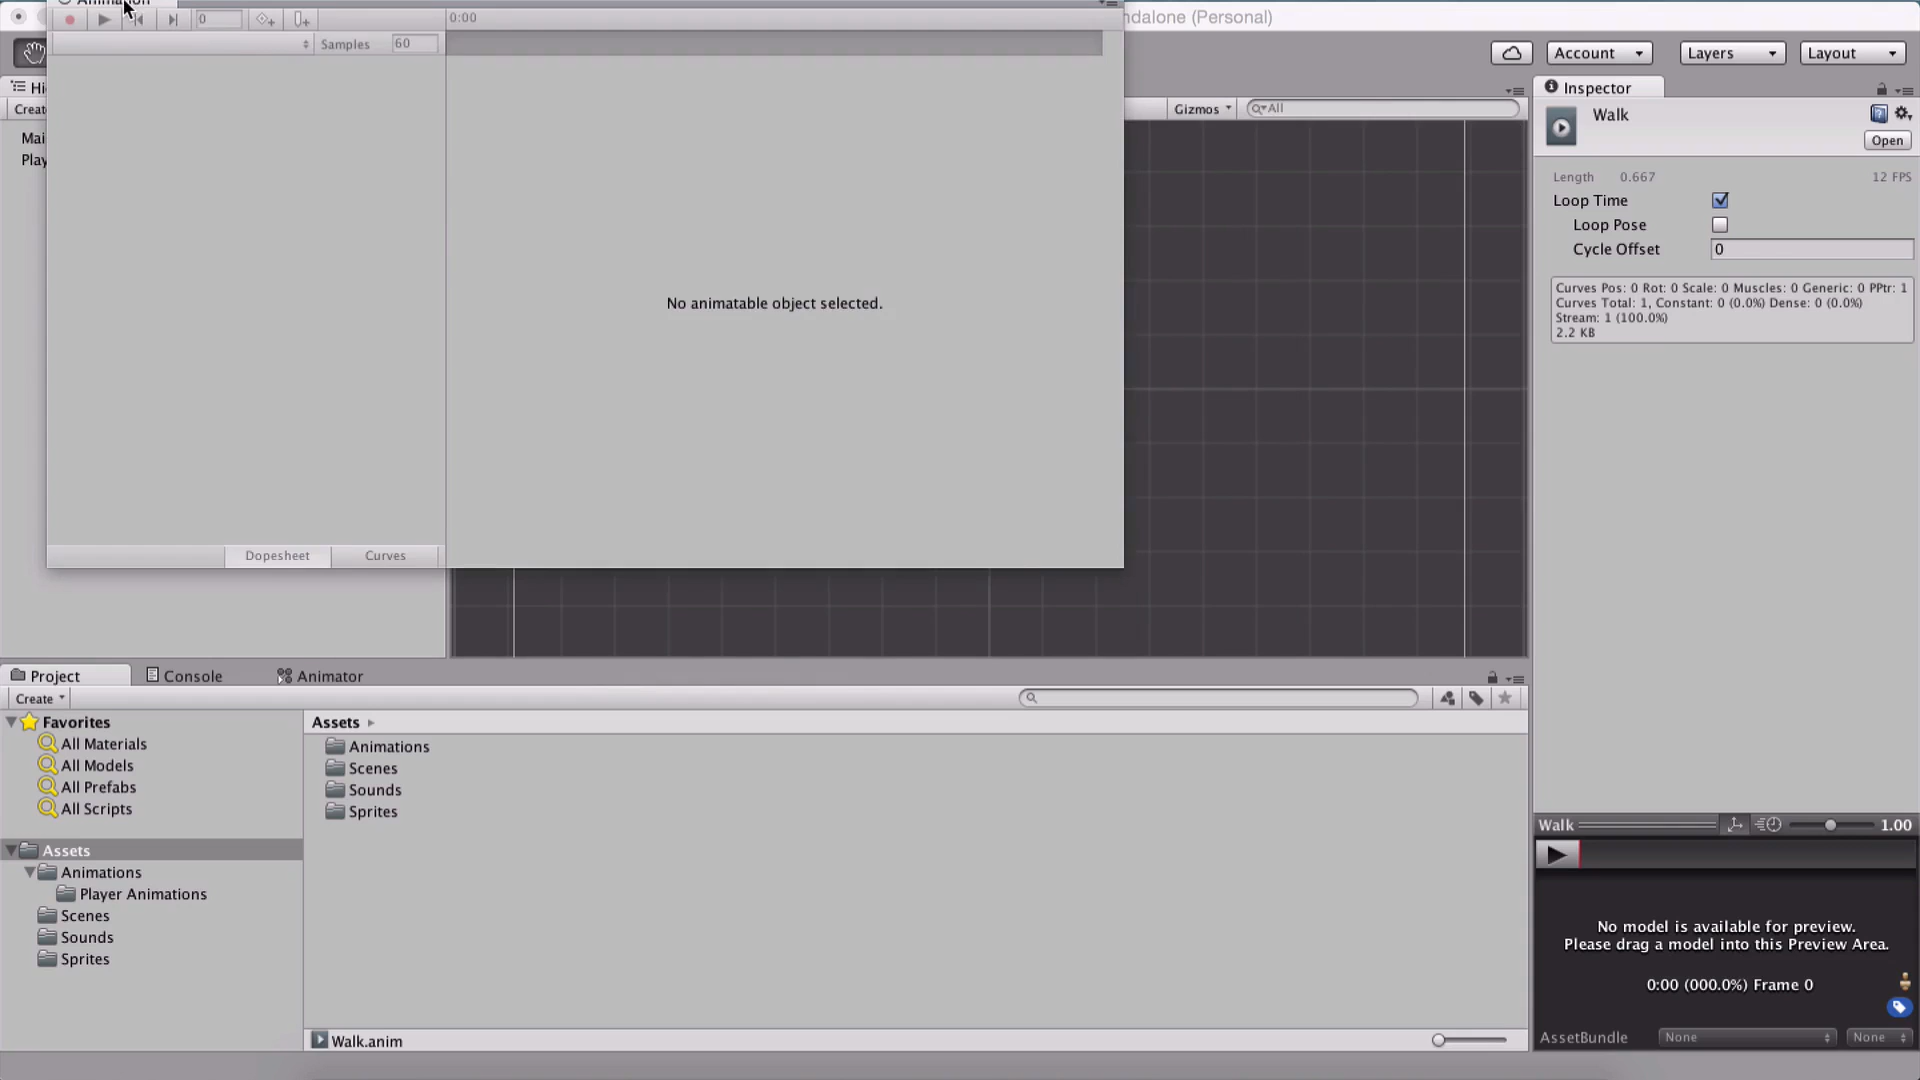 0
0:00
ndalone (Personal)
Samples 60
Account
Layers
Layout
Hi
Creat
Gizmos
All
Inspector
Mai
Play
Walk
Open
Length 0.667 12 FPS
Loop Time
Loop Pose
Cycle Offset 0
Curves Pos: 0 Rot: 0 Scale: 0 Muscles: 0 Generic: 0 PPtr: 1
Curves Total: 1, Constant: 0 (0.0%) Dense: 0 (0.0%)
Stream: 1 (100.0%)
2.2 KB
No animatable object selected.
Dopesheet Curves
Project Console Animator
Create
Favorites
All Materials
All Models
All Prefabs
All Scripts
Assets
Animations
Player Animations
Scenes
Sounds
Sprites
Assets
Animations
Scenes
Sounds
Sprites
Walk.anim
Walk 1.00
No model is available for preview.
Please drag a model into this Preview Area.
0:00 (000.0%) Frame 0
AssetBundle None None